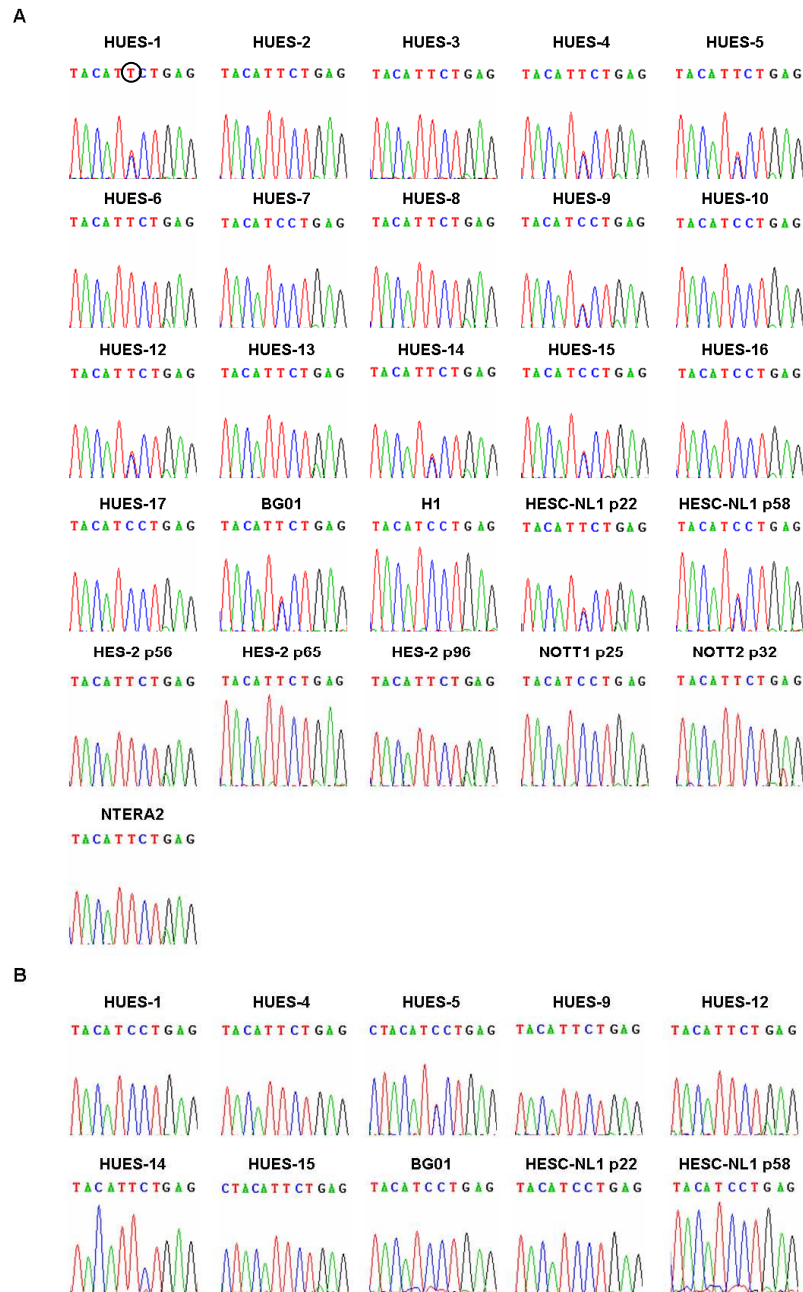 A
HUES-1 HUES-2 HUES-3 HUES-4 HUES-5
TACATTCTGAG TACATTCTGAG TACATTCTGAG TACATTCTGAG TACATTCTGAG
HUES-6 HUES-7 HUES-8 HUES-9 HUES-10
TACATTCTGAG TACATCCTGAG TACATTCTGAG TACATCCTGAG TACATCCTGAG
HUES-12 HUES-13 HUES-14 HUES-15 HUES-16
TACATTCTGAG TACATTCTGAG TACATTCTGAG TACATCCTGAG TACATCCTGAG
HUES-17 BG01 H1 HESC-NL1 p22 HESC-NL1 p58
TACATCCTGAG TACATTCTGAG TACATCCTGAG TACATTCTGAG TACATCCTGAG
HES-2 p56 HES-2 p65 HES-2 p96 NOTT1 p25 NOTT2 p32
TACATTCTGAG TACATTCTGAG TACATTCTGAG TACATCCTGAG TACATTCTGAG
NTERA2
TACATTCTGAG
B
HUES-1 HUES-4 HUES-5 HUES-9 HUES-12
TACATCCTGAG TACATTCTGAG CTACATCCTGAG TACATTCTGAG TACATTCTGAG
HUES-14 HUES-15 BG01 HESC-NL1 p22 HESC-NL1 p58
TACATTCTGAG CTACATTCTGAG TACATCCTGAG TACATCCTGAG TACATCCTGAG